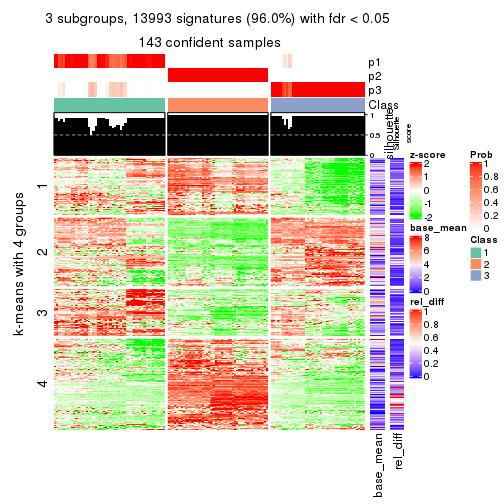 3 subgroups, 13993 signatures (96.0%) with fdr < 0.05
143 confident samples
p1
p2
p3
Class
1
0.5
0
silhouette
Silhouette
score
k-means with 4 groups
1
2
3
4
base_mean
rel_diff
z-score
2
1
0
-1
-2
base_mean
8
6
4
2
0
rel_diff
1
0.8
0.6
0.4
0.2
0
Prob
1
0.8
0.6
0.4
0.2
0
Class
1
2
3